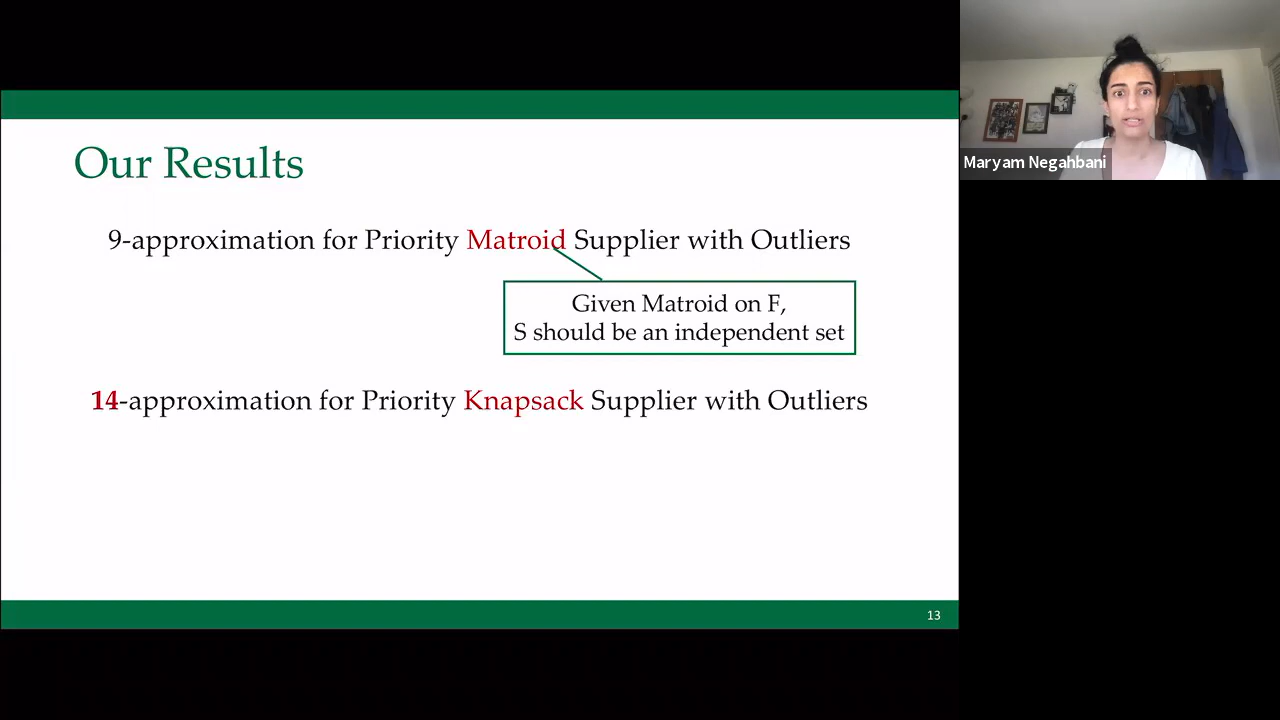 Our Results
9-approximation for Priority Matroid Supplier with Outliers
Given Matroid on F,
S should be an independent set
14-approximation for Priority Knapsack Supplier with Outliers
13
Maryam Negahbani